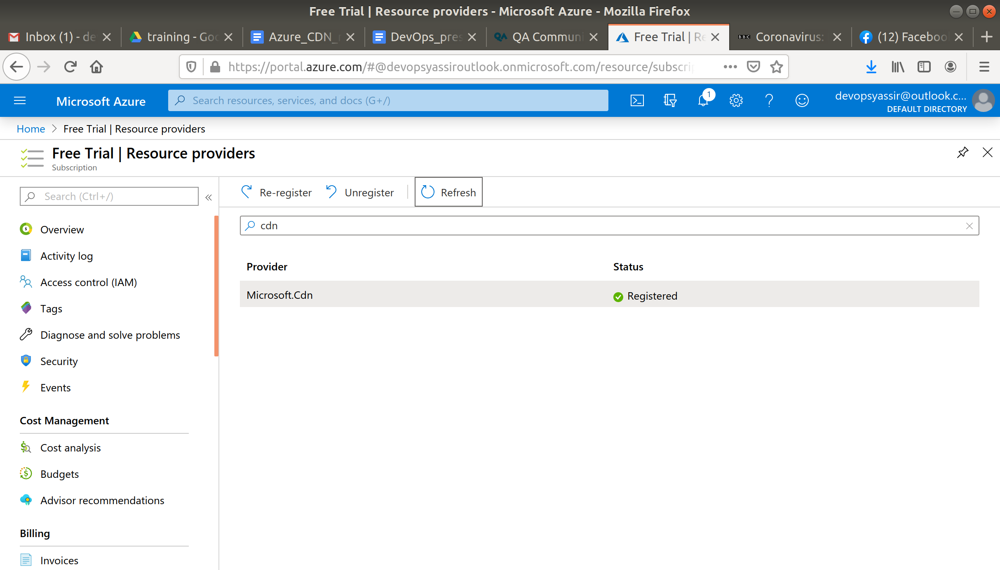 Free Trial | Resource providers - Microsoft Azure - Mozilla Firefox
Inbox (1) - de
training - Goo
Azure_CDN_
DevOps_pres
QA Communi
Free Trial | Re
BBC Coronavirus:
(12) Facebook
https://portal.azure.com/#@devopsyassiroutlook.onmicrosoft.com/resource/subscrip
Microsoft Azure
Search resources, services, and docs (G+/)
1
devopsyassir@outlook.c...
DEFAULT DIRECTORY
Home > Free Trial | Resource providers
Free Trial | Resource providers
Subscription
Search (Ctrl+/)
«
Overview
Activity log
Access control (IAM)
Tags
Diagnose and solve problems
Security
Events
Cost Management
Cost analysis
Budgets
Advisor recommendations
Billing
Invoices
Re-register
Unregister
Refresh
cdn
Provider Status
Microsoft.Cdn Registered